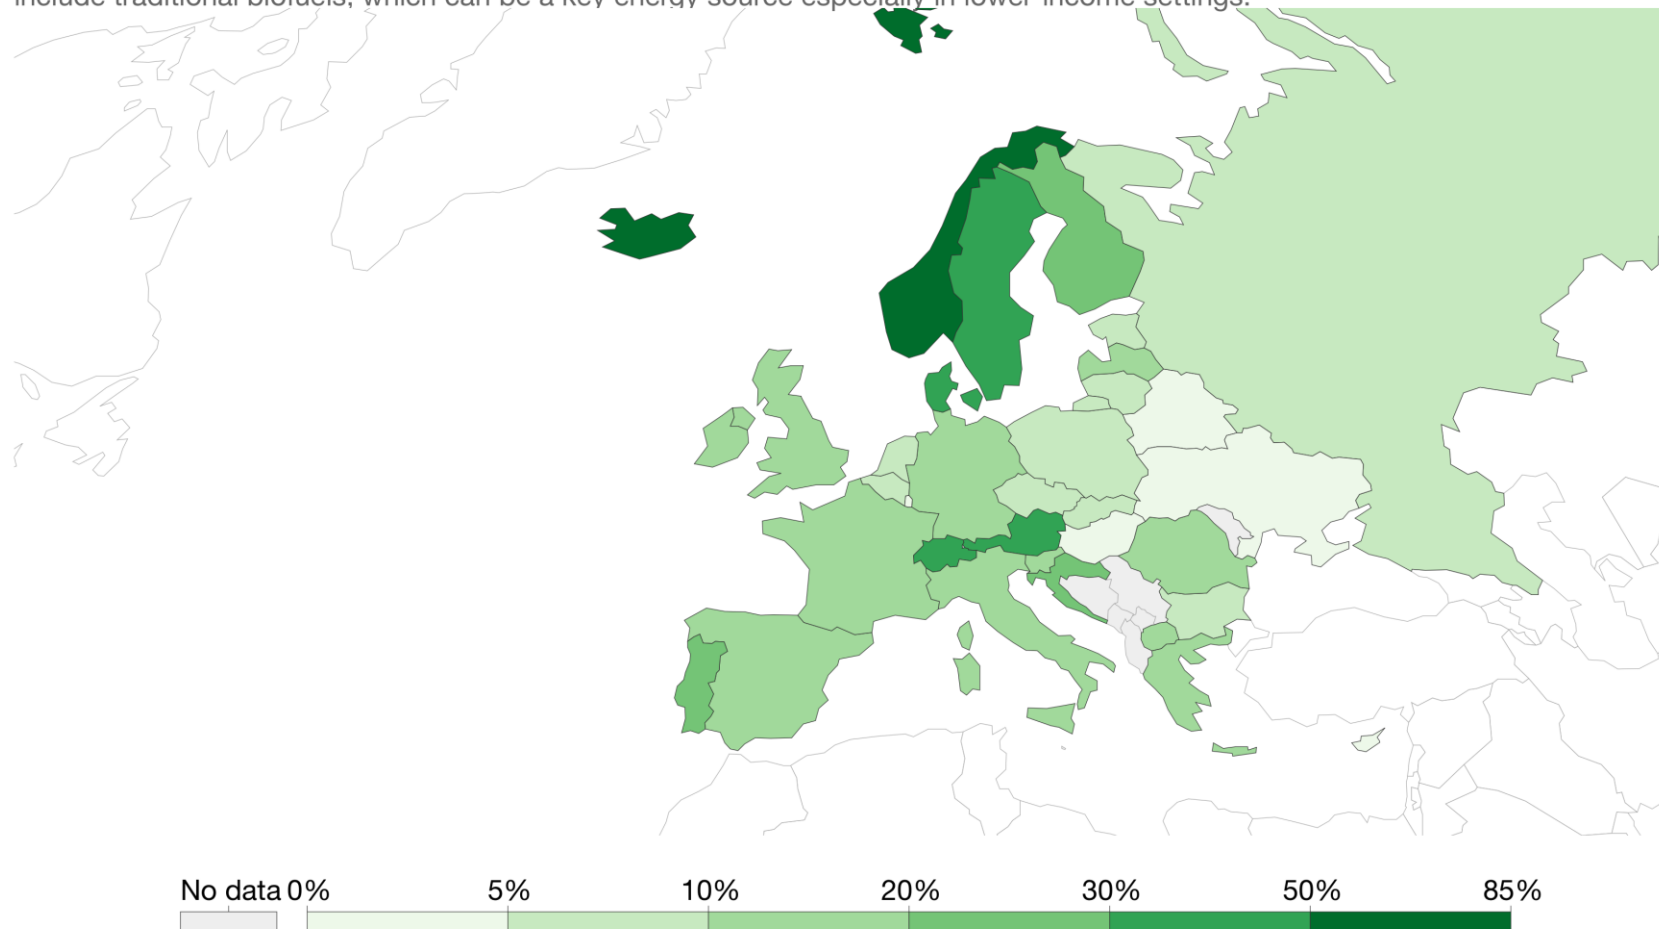 include traditional biofuels, which can be a key energy source especially in lower-income settings.
No data 0% 5% 10% 20% 30% 50% 85%